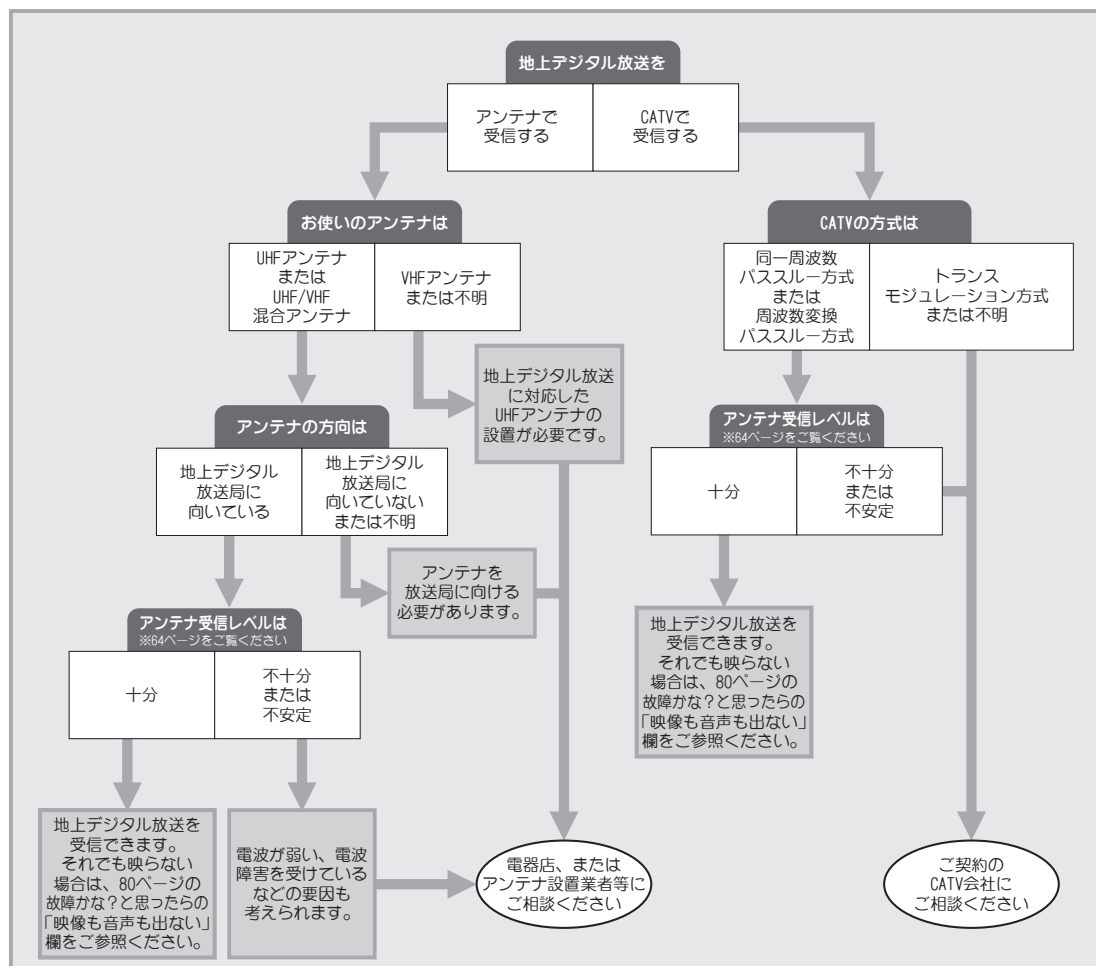 地上デジタル放送を
アンテナで
受信する
CATVで
受信する
お使いのアンテナは
UHFアンテナ
または
UHF/VHF
混合アンテナ
VHFアンテナ
または不明
地上デジタル放送
に対応した
UHFアンテナの
設置が必要です。
アンテナの方向は
地上デジタル
放送局に
向いている
地上デジタル
放送局に
向いていない
または不明
アンテナを
放送局に向ける
必要があります。
アンテナ受信レベルは
※64ページをご覧ください
十分
不十分
または
不安定
地上デジタル放送を
受信できます。
それでも映らない
場合は、80ページの
故障かな?と思ったらの
「映像も音声も出ない」
欄をご参照ください。
電波が弱い、電波
障害を受けている
などの要因も
考えられます。
電器店、または
アンテナ設置業者等に
ご相談ください
CATVの方式は
同一周波数
パススルー方式
または
周波数変換
パススルー方式
トランス
モジュレーション方式
または不明
アンテナ受信レベルは
※64ページをご覧ください
十分
不十分
または
不安定
地上デジタル放送を
受信できます。
それでも映らない
場合は、80ページの
故障かな?と思ったらの
「映像も音声も出ない」
欄をご参照ください。
ご契約の
CATV会社に
ご相談ください